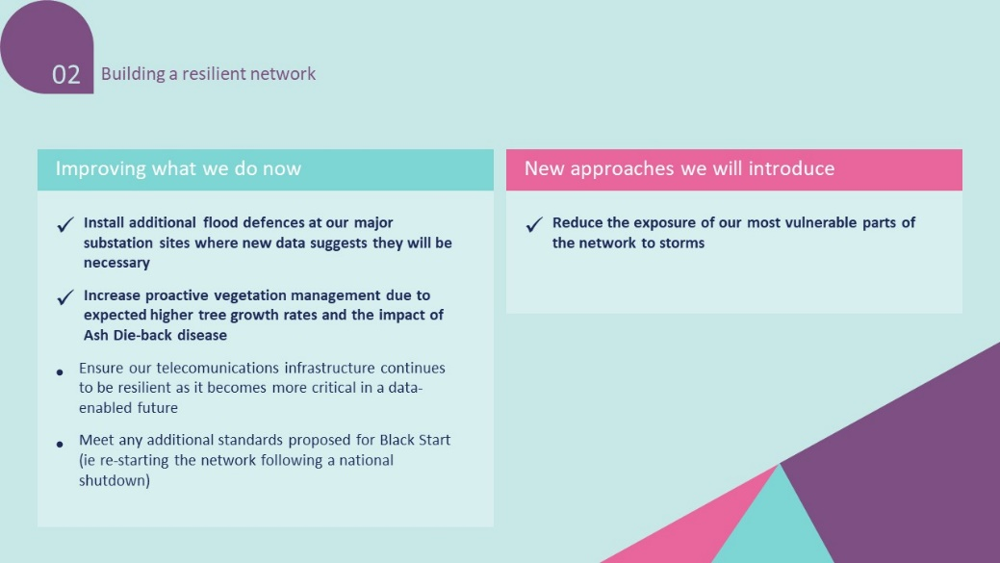 02
Building a resilient network
Improving what we do now
✓ Install additional flood defences at our major
substation sites where new data suggests they will be
necessary
✓ Increase proactive vegetation management due to
expected higher tree growth rates and the impact of
Ash Die-back disease
• Ensure our telecomunications infrastructure continues
to be resilient as it becomes more critical in a data-
enabled future
• Meet any additional standards proposed for Black Start
(ie re-starting the network following a national
shutdown)
New approaches we will introduce
✓ Reduce the exposure of our most vulnerable parts of
the network to storms